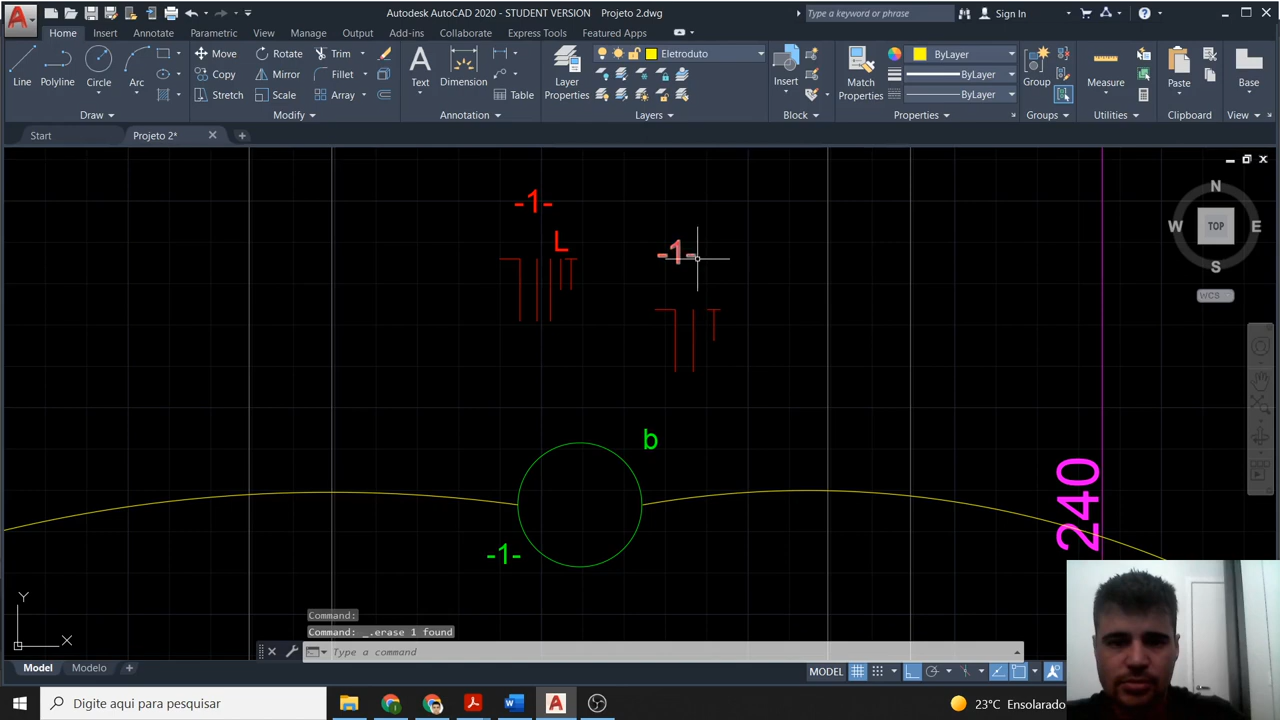 Autodesk AutoCAD 2020 - STUDENT VERSION Projeto 2.dwg
Type a keyword or phrase
Sign In
Home Insert Annotate Parametric View Manage Output Add-ins Collaborate Express Tools Featured Apps
Line Polyline Circle Arc
Move Rotate Trim
Copy Mirror Fillet
Stretch Scale Array
Text Dimension Table
Layer Properties
Eletroduto
Insert
Match Properties
ByLayer
ByLayer
ByLayer
Group
Measure
Paste
Base
Draw Modify Annotation Layers Block Properties Groups Utilities Clipboard View
Start Projeto 2*
-1-
L
-1-
b
-1-
240
N
W TOP E
S
WCS
Y
X
Command:
Command: _.erase 1 found
Type a command
Model Modelo
MODEL
Digite aqui para pesquisar
23°C Ensolarado